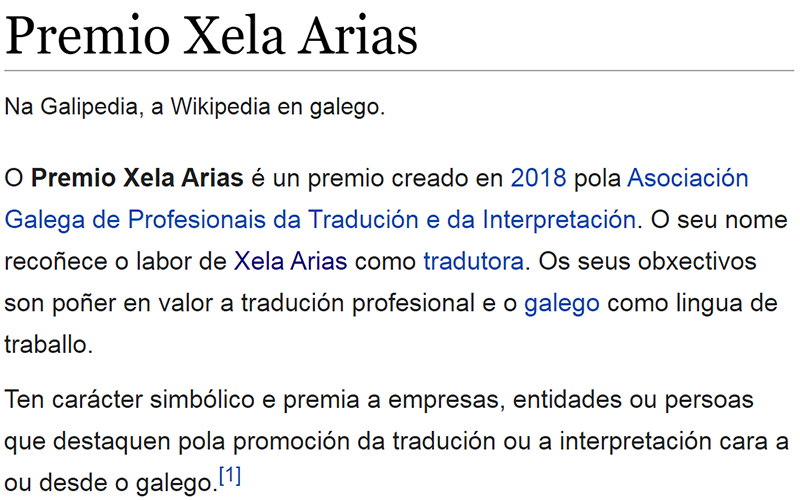 Premio Xela Arias
Na Galipedia, a Wikipedia en galego.
O Premio Xela Arias é un premio creado en 2018 pola Asociación
Galega de Profesionais da Tradución e da Interpretación. O seu nome
recoñece o labor de Xela Arias como tradutora. Os seus obxectivos
son poñer en valor a tradución profesional e o galego como lingua de
traballo.
Ten carácter simbólico e premia a empresas, entidades ou persoas
que destaquen pola promoción da tradución ou a interpretación cara a
ou desde o galego.[1]